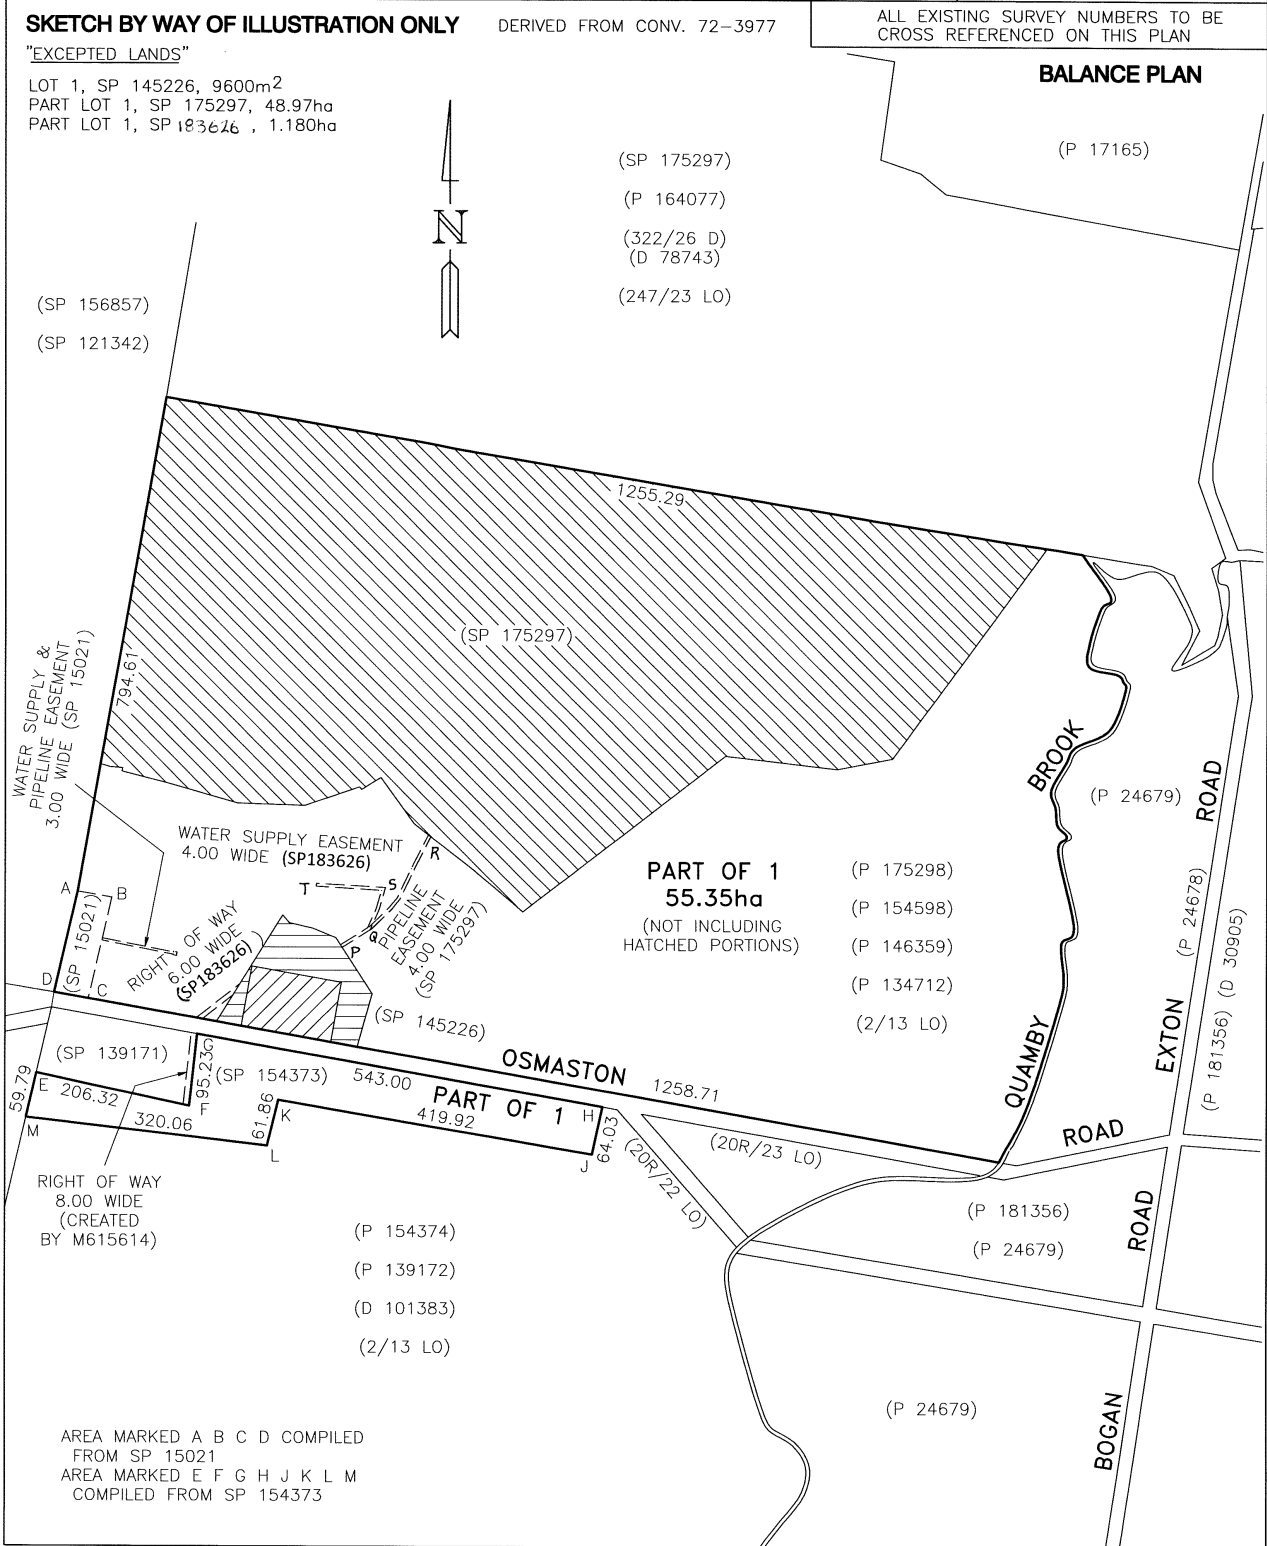 SKETCH BY WAY OF ILLUSTRATION ONLY
DERIVED FROM CONV. 72-3977
ALL EXISTING SURVEY NUMBERS TO BE
CROSS REFERENCED ON THIS PLAN
"EXCEPTED LANDS"
LOT 1, SP 145226, 9600m2
PART LOT 1, SP 175297, 48.97ha
PART LOT 1, SP 183626 , 1.180ha
BALANCE PLAN
(P 17165)
N
(SP 175297)
(P 164077)
(322/26 D)
(D 78743)
(247/23 LO)
(SP 156857)
(SP 121342)
1255.29
(SP 175297)
794.61
WATER SUPPLY &
PIPELINE EASEMENT
3.00 WIDE (SP 15021)
WATER SUPPLY EASEMENT
4.00 WIDE (SP183626)
R
S
T
Q
P
PIPELINE
EASEMENT
4.00 WIDE
(SP 175297)
RIGHT OF WAY
6.00 WIDE
(SP183626)
A
B
(SP 15021)
D
C
(SP 145226)
PART OF 1
55.35ha
(NOT INCLUDING
HATCHED PORTIONS)
(P 175298)
(P 154598)
(P 146359)
(P 134712)
(2/13 LO)
QUAMBY
BROOK
(P 24679)
EXTON
ROAD
(P 24678)
(P 181356) (D 30905)
OSMASTON
ROAD
1258.71
(SP 139171)
G
95.23
(SP 154373)
543.00
59.79
E
206.32
F
PART OF 1
H
M
320.06
61.86
K
419.92
64.03
L
J
(20R/23 LO)
(20R/22 LO)
RIGHT OF WAY
8.00 WIDE
(CREATED
BY M615614)
(P 154374)
(P 139172)
(D 101383)
(2/13 LO)
(P 181356)
(P 24679)
BOGAN
ROAD
(P 24679)
AREA MARKED A B C D COMPILED
FROM SP 15021
AREA MARKED E F G H J K L M
COMPILED FROM SP 154373